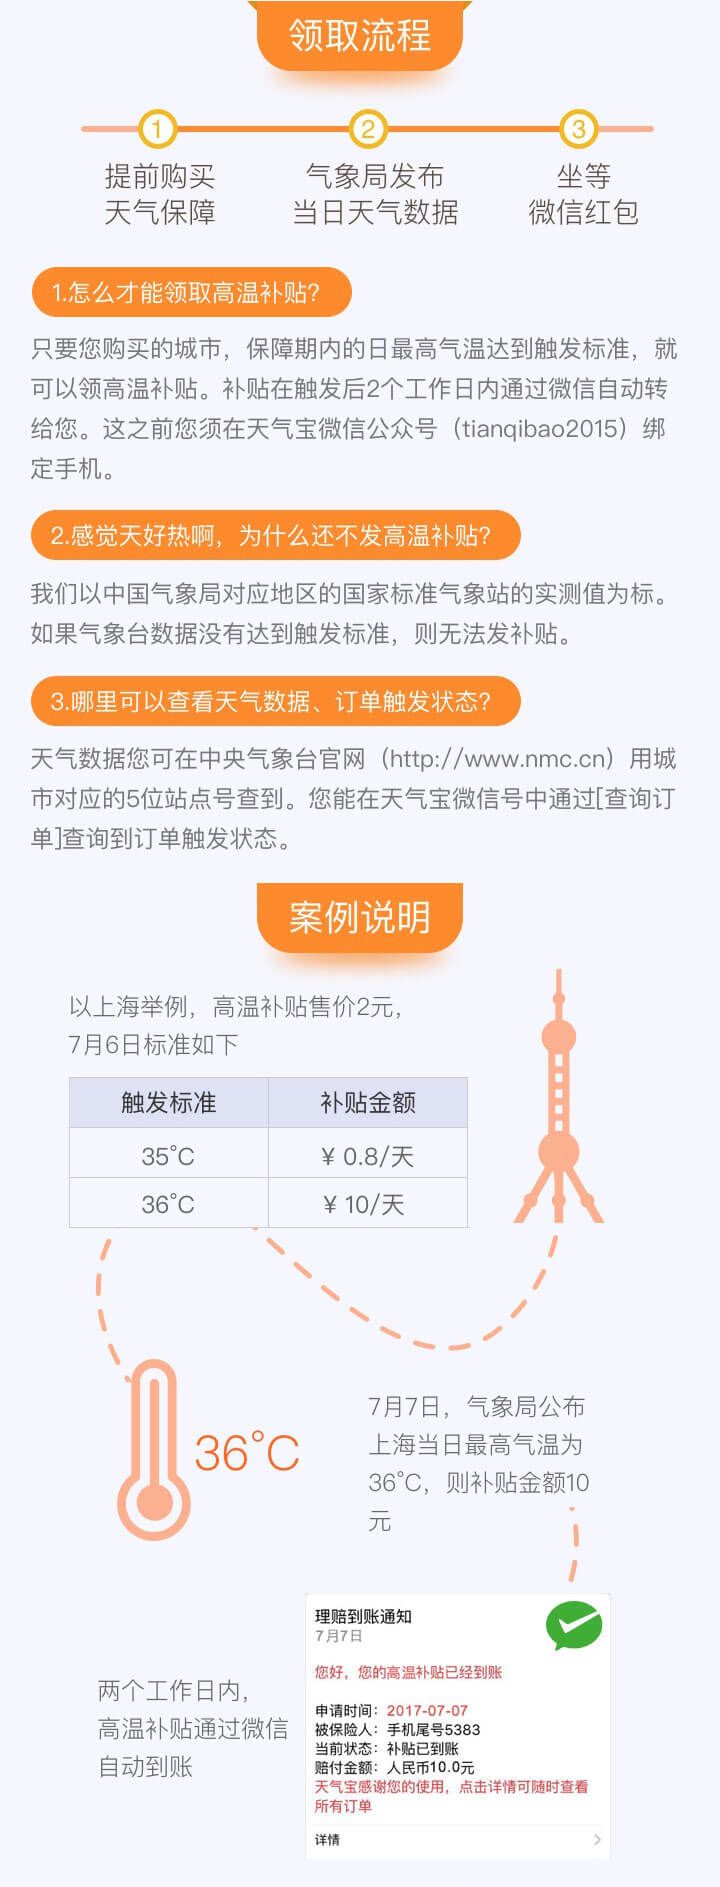 领取流程
1
2
3
提前购买
天气保障
气象局发布
当日天气数据
坐等
微信红包
1.怎么才能领取高温补贴?
只要您购买的城市，保障期内的日最高气温达到触发标准，就
可以领高温补贴。补贴在触发后2个工作日内通过微信自动转
给您。这之前您须在天气宝微信公众号（tianqibao2015）绑
定手机。
2.感觉天好热啊，为什么还不发高温补贴?
我们以中国气象局对应地区的国家标准气象站的实测值为标。
如果气象台数据没有达到触发标准，则无法发补贴。
3.哪里可以查看天气数据、订单触发状态?
天气数据您可在中央气象台官网（http://www.nmc.cn）用城
市对应的5位站点号查到。您能在天气宝微信号中通过[查询订
单]查询到订单触发状态。
案例说明
以上海举例，高温补贴售价2元，
7月6日标准如下
触发标准 补贴金额
35°C ¥ 0.8/天
36°C ¥ 10/天
36°C
7月7日，气象局公布
上海当日最高气温为
36°C，则补贴金额10
元
两个工作日内，
高温补贴通过微信
自动到账
理赔到账通知
7月7日
您好，您的高温补贴已经到账
申请时间：2017-07-07
被保险人：手机尾号5383
当前状态：补贴已到账
赔付金额：人民币10.0元
天气宝感谢您的使用，点击详情可随时查看
所有订单
详情